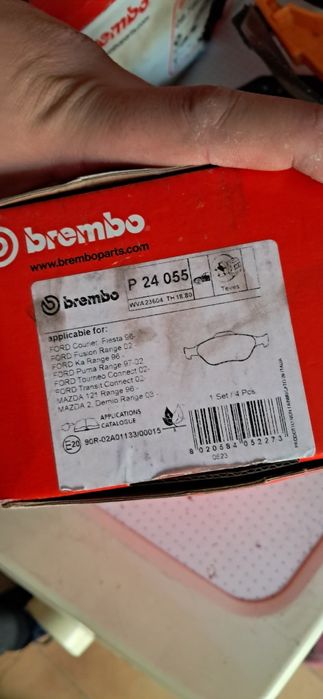 brembo
brembo
www.bremboparts.com
brembo
P 24 055
WVA23604 TH 18.80
Teves
applicable for:
FORD Courier, Fiesta 96-
FORD Fusion Range 02-
FORD Ka Range 96 -
FORD Puma Range 97-02
FORD Tourneo Connect 02-
FORD Transit Connect 02-
MAZDA 121 Range 96 -
MAZDA 2, Demio Range 03-
APPLICATIONS
CATALOGUE
E20
90R-02A01133/00015
1 Set / 4 Pcs.
8 020584 052273